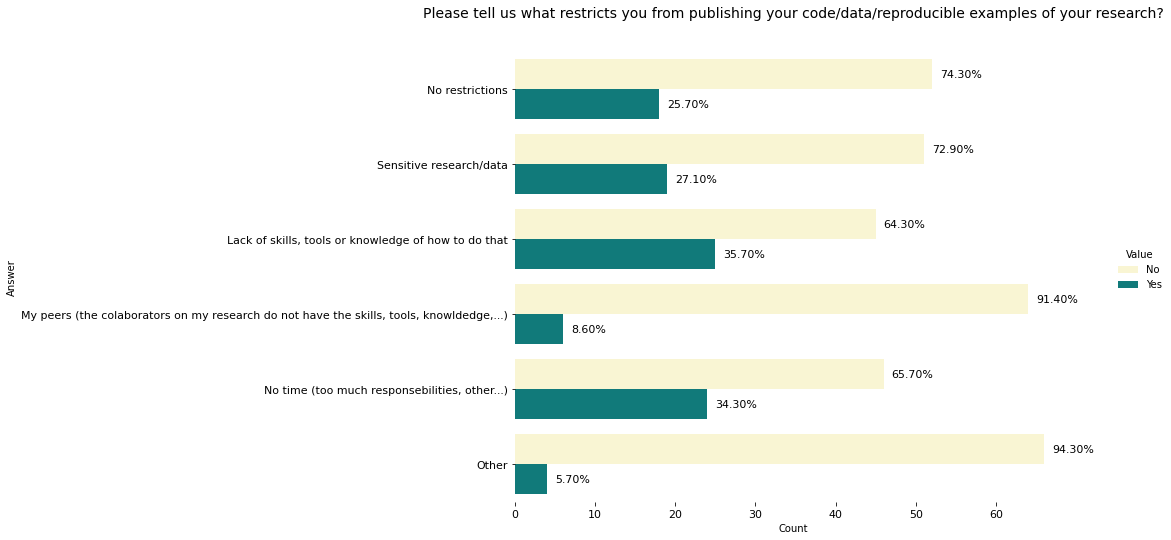 Please tell us what restricts you from publishing your code/data/reproducible examples of your research?
No restrictions
74.30%
25.70%
Sensitive research/data
72.90%
27.10%
Lack of skills, tools or knowledge of how to do that
64.30%
35.70%
My peers (the colaborators on my research do not have the skills, tools, knowldedge,...)
91.40%
8.60%
No time (too much responsebilities, other...)
65.70%
34.30%
Other
94.30%
5.70%
Answer
0 10 20 30 40 50 60
Count
Value
No
Yes